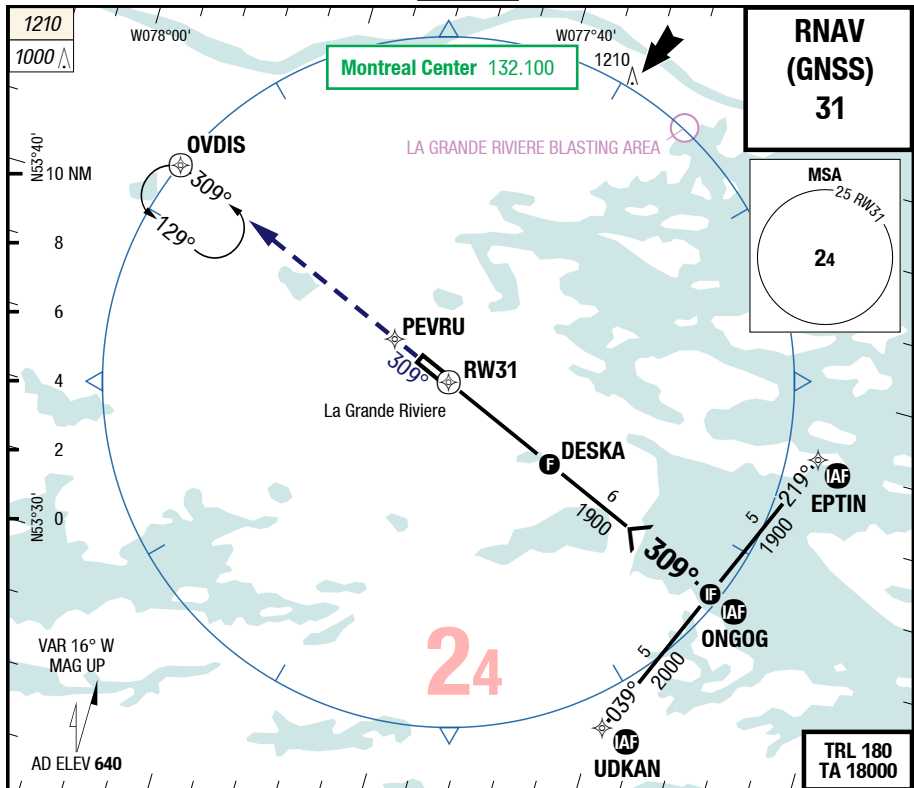 1210
1000
W078°00'
W077°40'
1210
Montreal Center 132.100
RNAV
(GNSS)
31
LA GRANDE RIVIERE BLASTING AREA
MSA
25 RW31
24
N53°40'
10 NM
8
6
4
2
0
N53°30'
OVDIS
309°
129°
PEVRU
309°
RW31
La Grande Riviere
F
DESKA
6
1900
309°
219°
IAF
EPTIN
5
1900
IF
IAF
ONGOG
5
2000
039°
IAF
UDKAN
24
VAR 16° W
MAG UP
AD ELEV 640
TRL 180
TA 18000